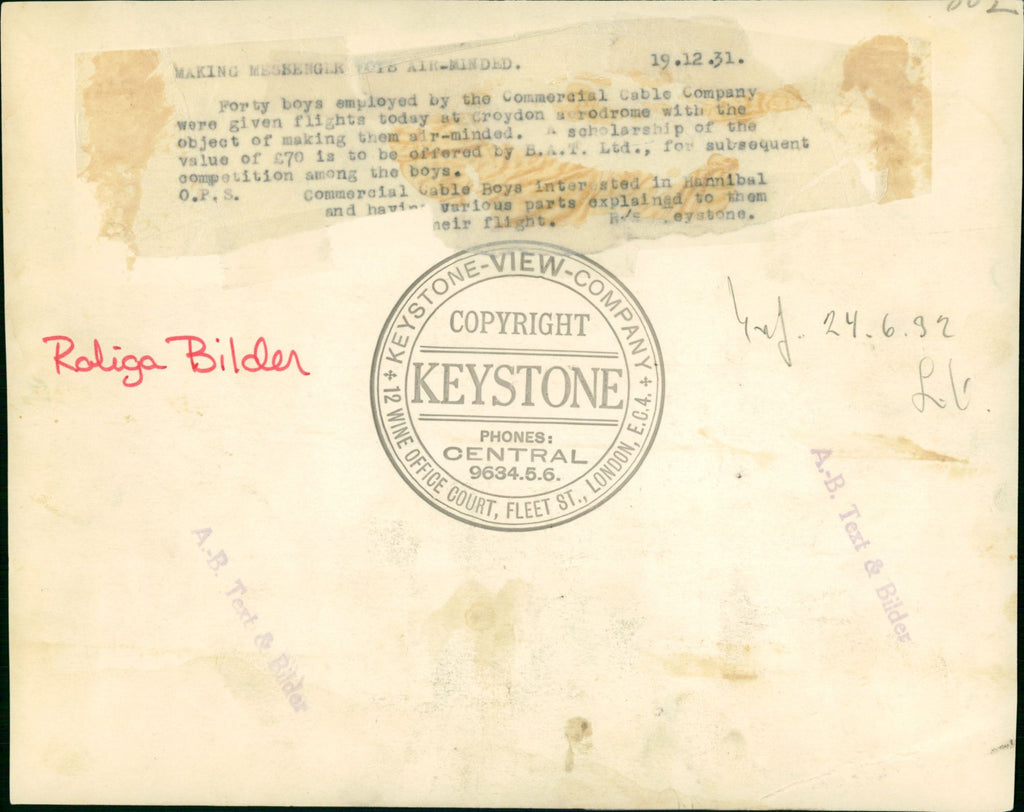 MAKING MESSENGER BOYS AIR-MINDED. 19.12.31.
Forty boys employed by the Commercial Cable Company
were given flights today at Croydon aerodrome with the
object of making them air-minded. A scholarship of the
value of £70 is to be offered by B.A.T. Ltd., for subsequent
competition among the boys.
O.P.S. Commercial Cable Boys interested in Hannibal
and having various parts explained to them
their flight. Keystone.
KEYSTONE-VIEW-COMPANY
COPYRIGHT
KEYSTONE
PHONES:
CENTRAL
9634.5.6.
12 WINE OFFICE COURT, FLEET ST., LONDON, E.C.4.
Roliga Bilder
24.6.32
L.V.
A.-B. Text & Bilder
A.-B. Text & Bilder